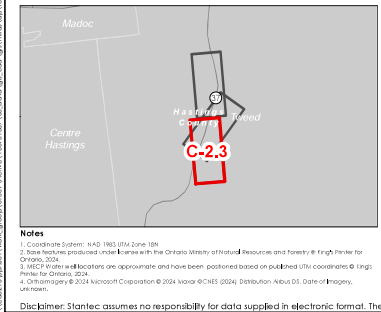 Madoc
37
Hastings
County
Tweed
Centre
Hastings
C-2.3
Notes
1. Coordinate System: NAD 1983 UTM Zone 18N
2. Base features produced under license with the Ontario Ministry of Natural Resources and Forestry © King's Printer for
Ontario, 2024.
3. MECP Water well locations are approximate and have been positioned based on published UTM coordinates © King's
Printer for Ontario, 2024.
4. Orthoimagery © 2024 Microsoft Corporation © 2024 Maxar ©CNES (2024) Distribution Airbus DS. Date of imagery,
unknown.
Disclaimer: Stantec assumes no responsibility for data supplied in electronic format. The